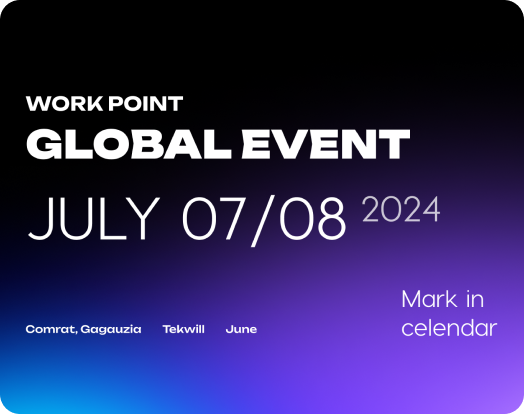 WORK POINT
GLOBAL EVENT
JULY 07/08 2024
Mark in
celendar
Comrat, Gagauzia Tekwill June